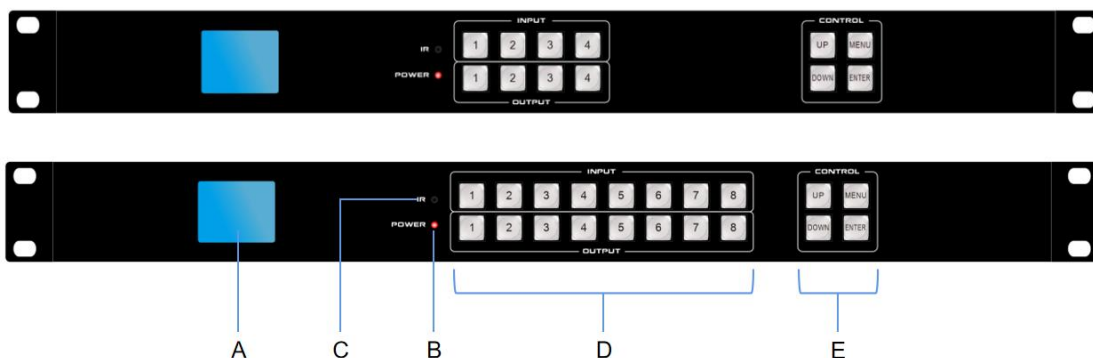 INPUT
CONTROL
IR 1 2 3 4 UP MENU
POWER 1 2 3 4 DOWN ENTER
OUTPUT
INPUT
CONTROL
IR 1 2 3 4 5 6 7 8 UP MENU
POWER 1 2 3 4 5 6 7 8 DOWN ENTER
OUTPUT
A C B D E